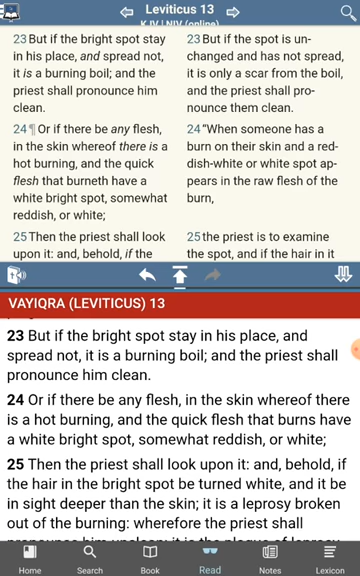 Leviticus 13
KJV | NIV (online)
23 But if the bright spot stay
in his place, and spread not,
it is a burning boil; and the
priest shall pronounce him
clean.
24 ¶ Or if there be any flesh,
in the skin whereof there is a
hot burning, and the quick
flesh that burneth have a
white bright spot, somewhat
reddish, or white;
25 Then the priest shall look
upon it: and, behold, if the
23 But if the spot is un-
changed and has not spread,
it is only a scar from the boil,
and the priest shall pro-
nounce them clean.
24 “When someone has a
burn on their skin and a red-
dish-white or white spot ap-
pears in the raw flesh of the
burn,
25 the priest is to examine
the spot, and if the hair in it
VAYIQRA (LEVITICUS) 13
23 But if the bright spot stay in his place, and
spread not, it is a burning boil; and the priest shall
pronounce him clean.
24 Or if there be any flesh, in the skin whereof there
is a hot burning, and the quick flesh that burns have
a white bright spot, somewhat reddish, or white;
25 Then the priest shall look upon it: and, behold, if
the hair in the bright spot be turned white, and it be
in sight deeper than the skin; it is a leprosy broken
out of the burning: wherefore the priest shall
pronounce him unclean: it is the plague of leprosy
Home
Search
Book
Read
Notes
Lexicon